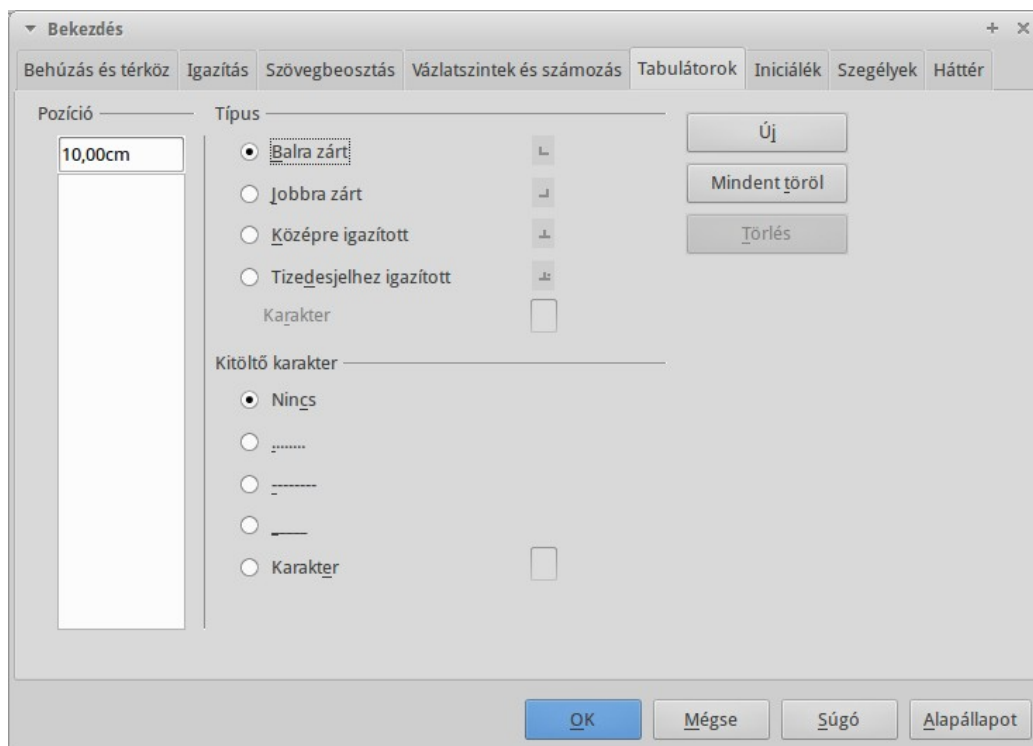 Bekezdés
Behúzás és térköz Igazítás Szövegbeosztás Vázlatszintek és számozás Tabulátorok Iniciálék Szegélyek Háttér
Pozíció
10,00cm
Típus
Balra zárt
Jobbra zárt
Középre igazított
Tizedesjelhez igazított
Karakter
Kitöltő karakter
Nincs
........
--------
______
Karakter
Új
Mindent töröl
Törlés
OK Mégse Súgó Alapállapot